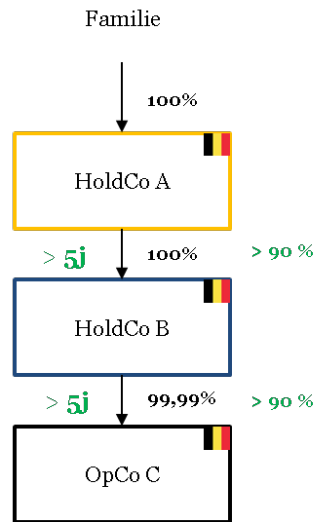 Familie
100%
HoldCo A
> 5j 100% > 90 %
HoldCo B
> 5j 99,99% > 90 %
OpCo C